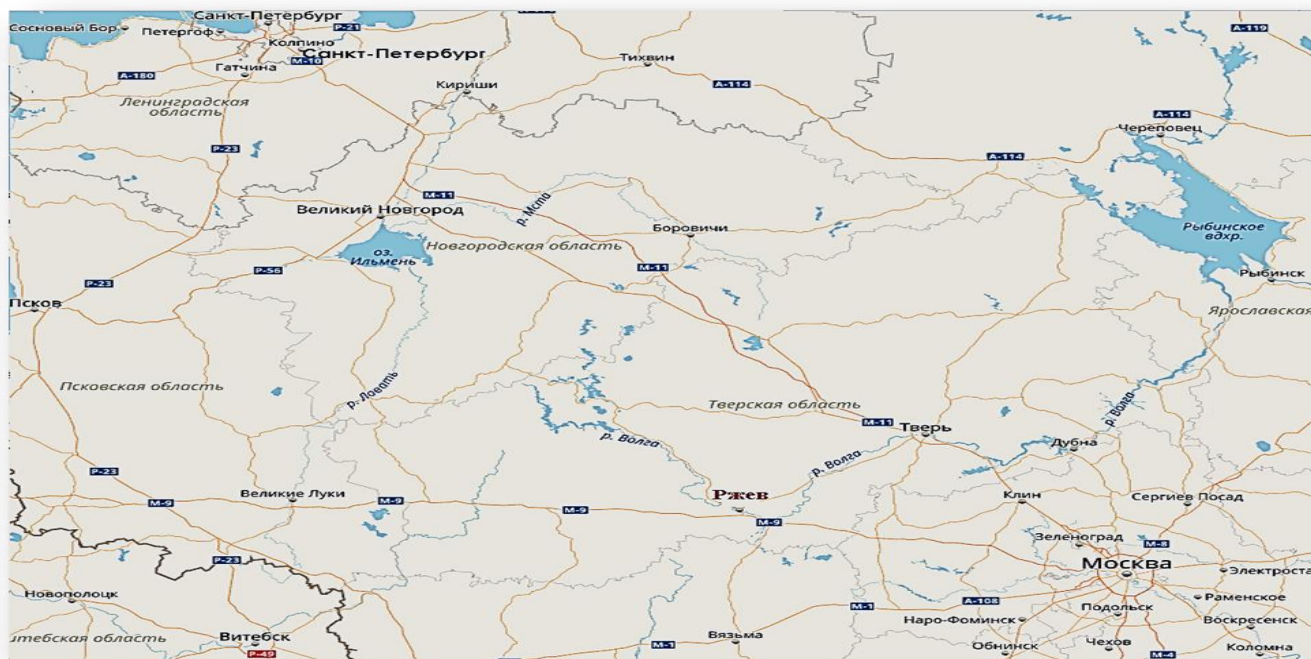 Санкт-Петербург
А-119
Сосновый Бор
Р-21
Петергоф
Колпино
Санкт-Петербург
М-10
Тихвин
Гатчина
А-180
Кириши
А-114
Ленинградская
область
А-114
Череповец
Р-23
А-114
М-11
р. Мста
Великий Новгород
Боровичи
Рыбинское
вдхр.
Новгородская область
оз.
Ильмень
М-11
Р-56
Рыбинск
Р-23
Псков
Ярославская
Псковская область
р. Ловать
Тверская область
р. Волга
М-11
Тверь
р. Волга
Дубна
р. Волга
Р-23
Великие Луки
М-9
М-9
М-9
Ржев
М-9
Клин
Сергиев Посад
Зеленоград
М-8
Р-23
Москва
Электроста
Новополоцк
М-1
А-108
Раменское
Подольск
Наро-Фоминск
Воскресенск
итебская область
Витебск
Р-49
М-1
Вязьма
Обнинск
Чехов
М-4
Коломна